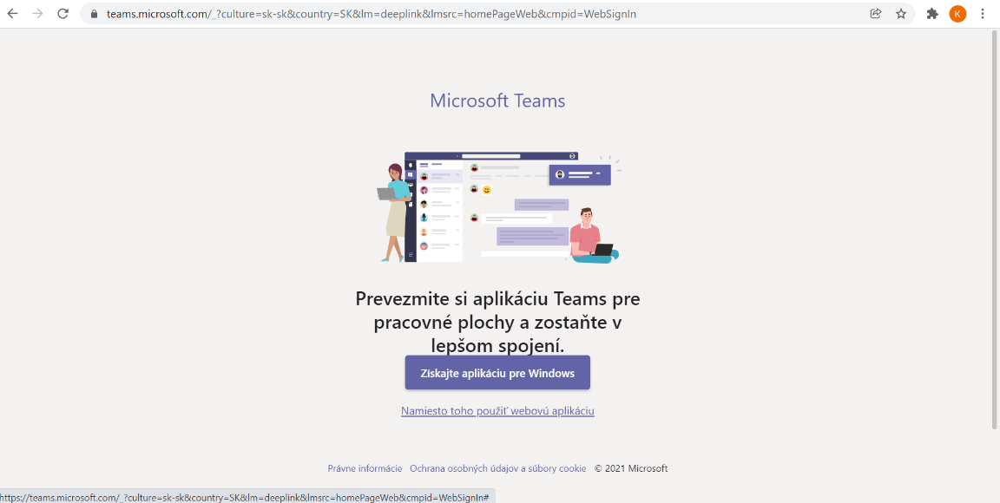 teams.microsoft.com/_?culture=sk-sk&country=SK&lm=deeplink&lmsrc=homePageWeb&cmpid=WebSignIn
K
Microsoft Teams
Prevezmite si aplikáciu Teams pre
pracovné plochy a zostaňte v
lepšom spojení.
Získajte aplikáciu pre Windows
Namiesto toho použiť webovú aplikáciu
Právne informácie Ochrana osobných údajov a súbory cookie © 2021 Microsoft
https://teams.microsoft.com/_?culture=sk-sk&country=SK&lm=deeplink&lmsrc=homePageWeb&cmpid=WebSignIn#